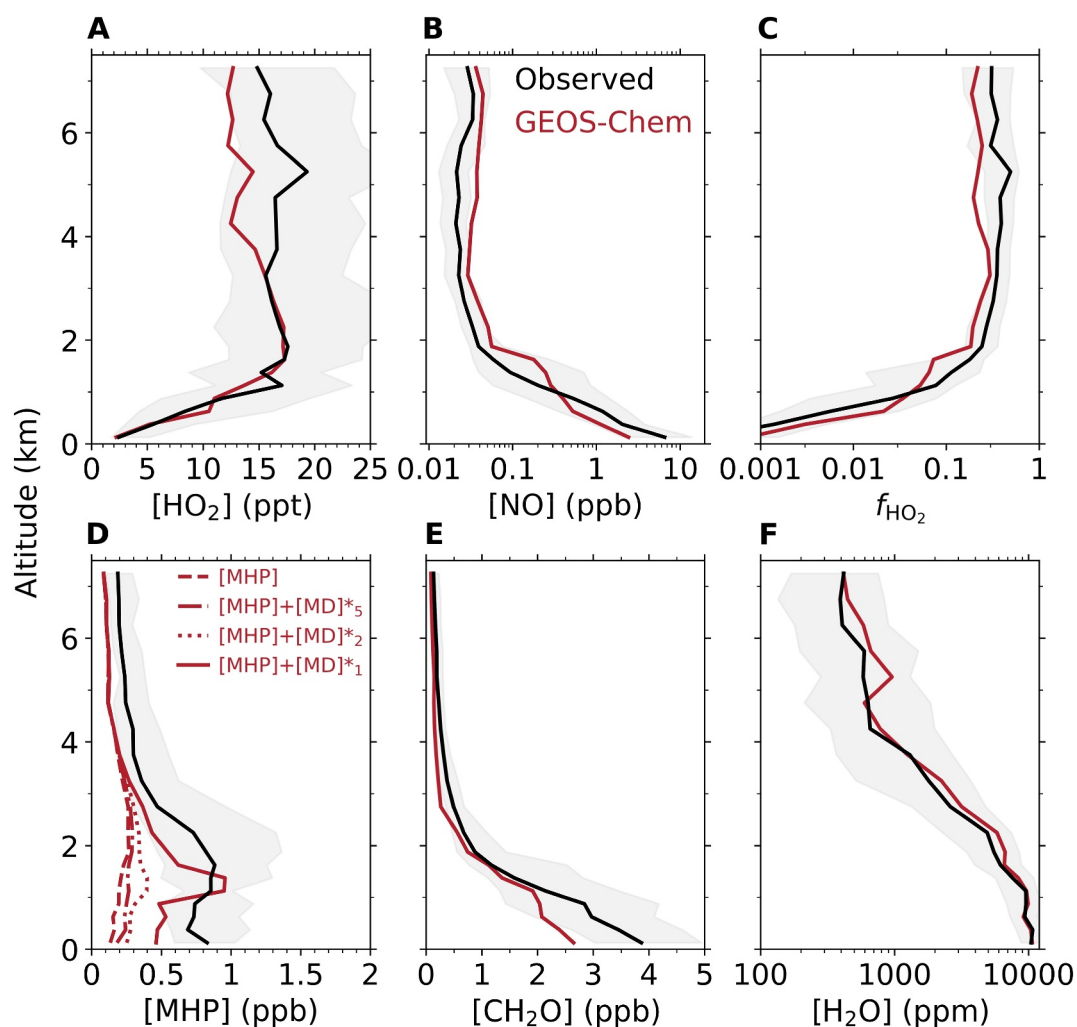 A
B
C
Observed
GEOS-Chem
6
4
2
0
0 5 10 15 20 25
0.01 0.1 1 10
0.001 0.01 0.1 1
[HO₂] (ppt)
[NO] (ppb)
f_HO₂
Altitude (km)
D
E
F
[MHP]
[MHP]+[MD]*₅
[MHP]+[MD]*₂
[MHP]+[MD]*₁
6
4
2
0
0 0.5 1 1.5 2
0 1 2 3 4 5
100 1000 10000
[MHP] (ppb)
[CH₂O] (ppb)
[H₂O] (ppm)